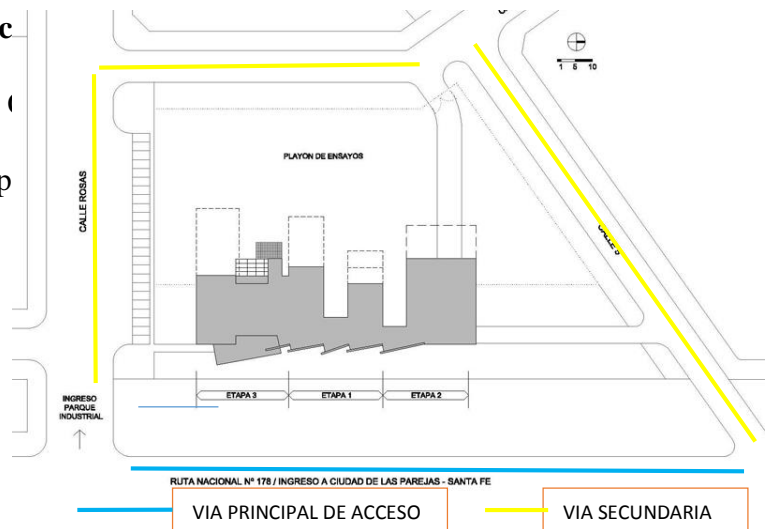 c
1 5 10
PLAYON DE ENSAYOS
p
CALLE ROSAS
ETAPA 3
ETAPA 1
ETAPA 2
INGRESO
PARQUE
INDUSTRIAL
RUTA NACIONAL Nº 178 / INGRESO A CIUDAD DE LAS PAREJAS - SANTA FE
VIA PRINCIPAL DE ACCESO
VIA SECUNDARIA